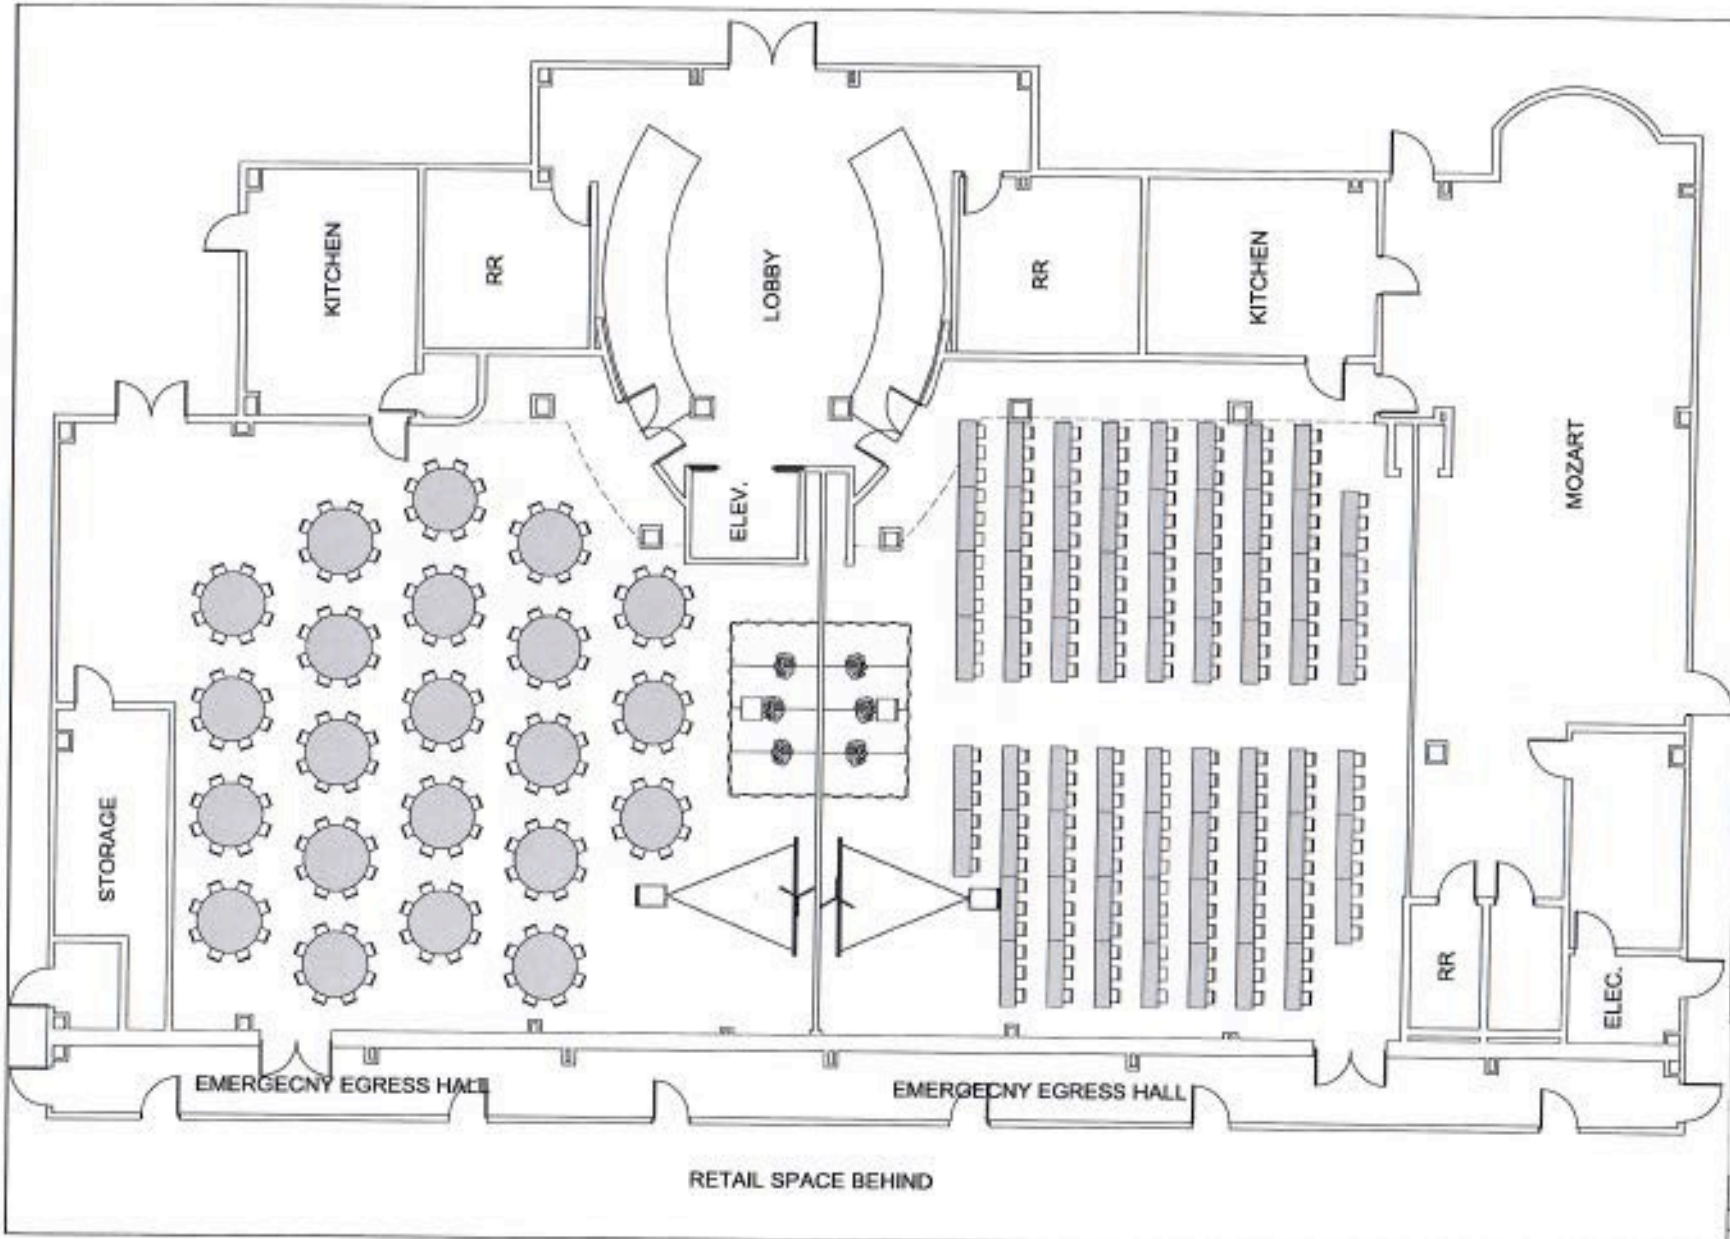 KITCHEN
RR
LOBBY
RR
KITCHEN
MOZART
ELEV.
STORAGE
RR
ELEC.
EMERGECNY EGRESS HALL
EMERGECNY EGRESS HALL
RETAIL SPACE BEHIND